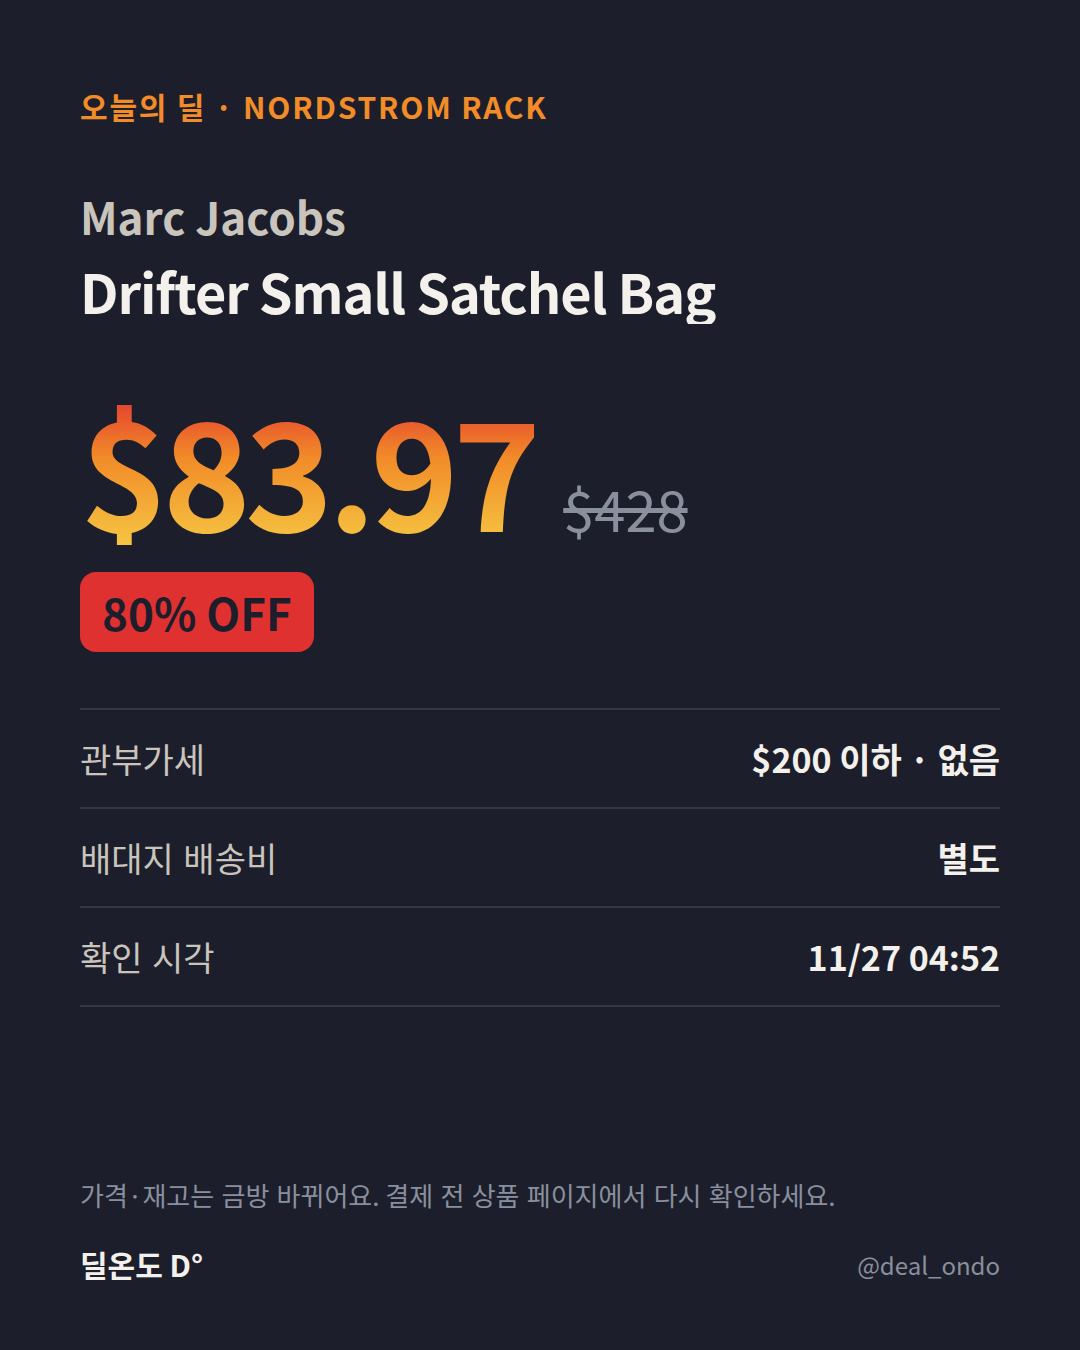 오늘의 딜 · NORDSTROM RACK
Marc Jacobs
Drifter Small Satchel Bag
$83.97 $428
80% OFF
관부가세 $200 이하 · 없음
배대지 배송비 별도
확인 시각 11/27 04:52
가격·재고는 금방 바뀌어요. 결제 전 상품 페이지에서 다시 확인하세요.
딜온도 D° @deal_ondo